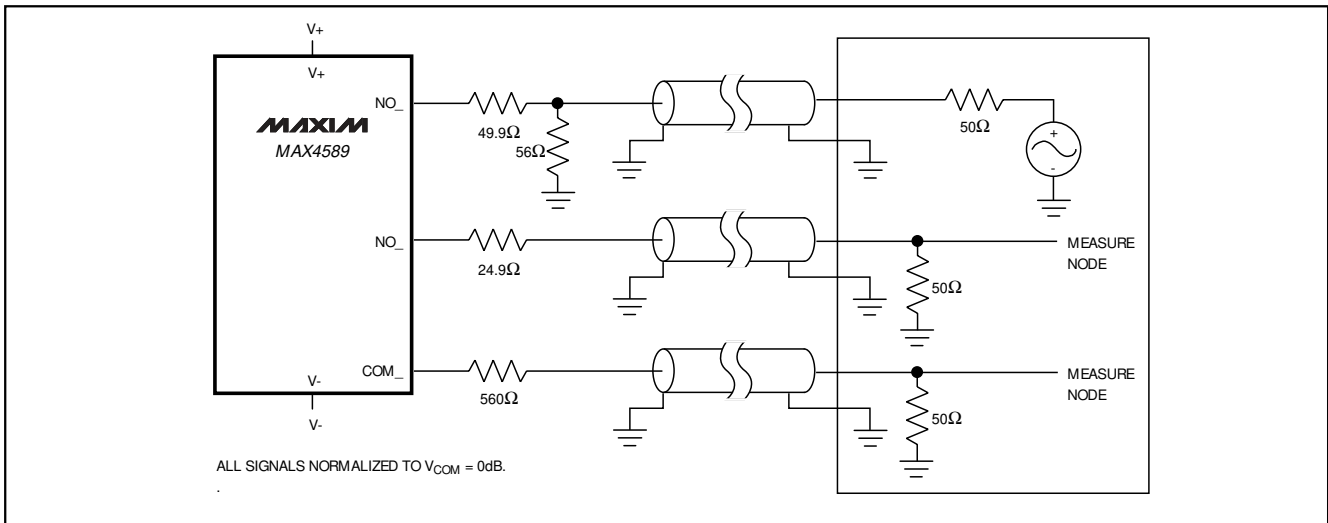 V+
V+
NO_
MAXIM
MAX4589
49.9Ω
56Ω
50Ω
+
-
NO_
24.9Ω
MEASURE
NODE
50Ω
COM_
560Ω
MEASURE
NODE
50Ω
V-
V-
ALL SIGNALS NORMALIZED TO VCOM = 0dB.
.